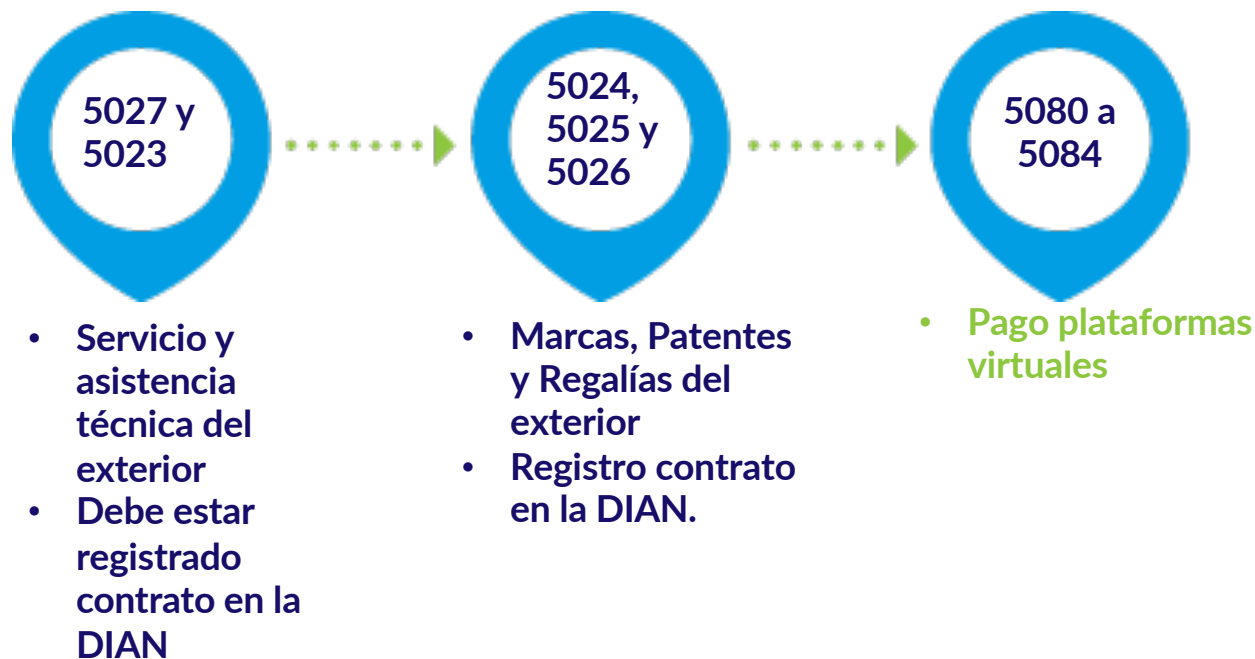 5027 y
5023
5024,
5025 y
5026
5080 a
5084
• Servicio y
asistencia
técnica del
exterior
• Debe estar
registrado
contrato en la
DIAN
• Marcas, Patentes
y Regalías del
exterior
• Registro contrato
en la DIAN.
• Pago plataformas
virtuales